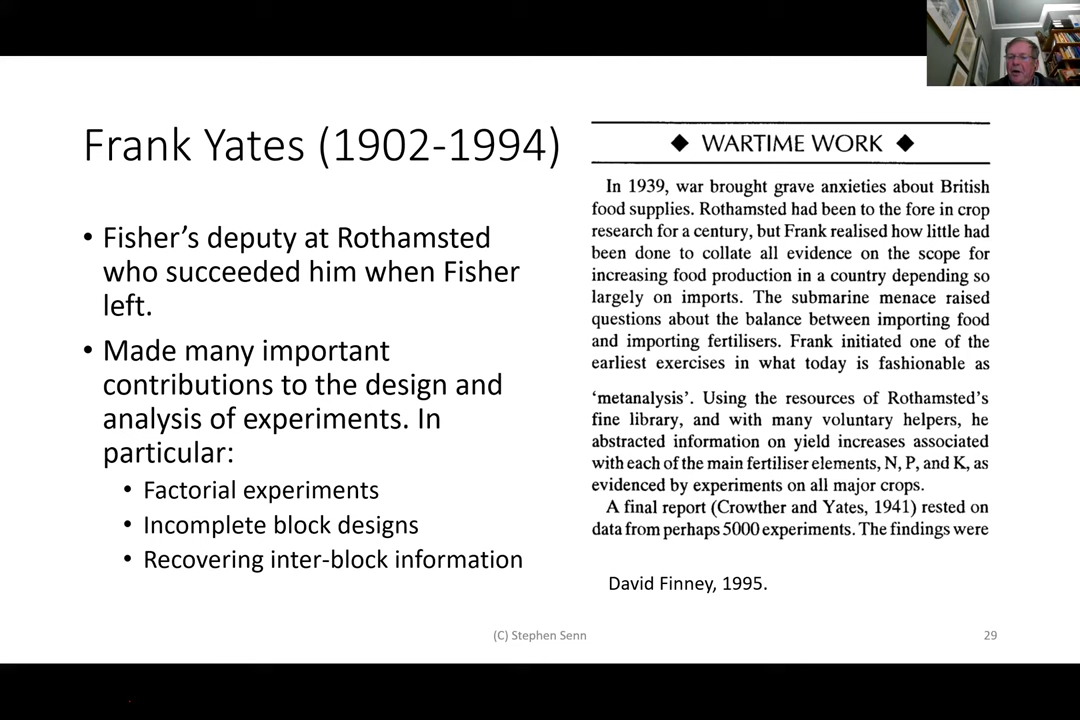 Frank Yates (1902-1994)
• Fisher’s deputy at Rothamsted
who succeeded him when Fisher
left.
• Made many important
contributions to the design and
analysis of experiments. In
particular:
• Factorial experiments
• Incomplete block designs
• Recovering inter-block information
◆ WARTIME WORK ◆
In 1939, war brought grave anxieties about British
food supplies. Rothamsted had been to the fore in crop
research for a century, but Frank realised how little had
been done to collate all evidence on the scope for
increasing food production in a country depending so
largely on imports. The submarine menace raised
questions about the balance between importing food
and importing fertilisers. Frank initiated one of the
earliest exercises in what today is fashionable as
‘metanalysis’. Using the resources of Rothamsted’s
fine library, and with many voluntary helpers, he
abstracted information on yield increases associated
with each of the main fertiliser elements, N, P, and K, as
evidenced by experiments on all major crops.
A final report (Crowther and Yates, 1941) rested on
data from perhaps 5000 experiments. The findings were
David Finney, 1995.
(C) Stephen Senn
29